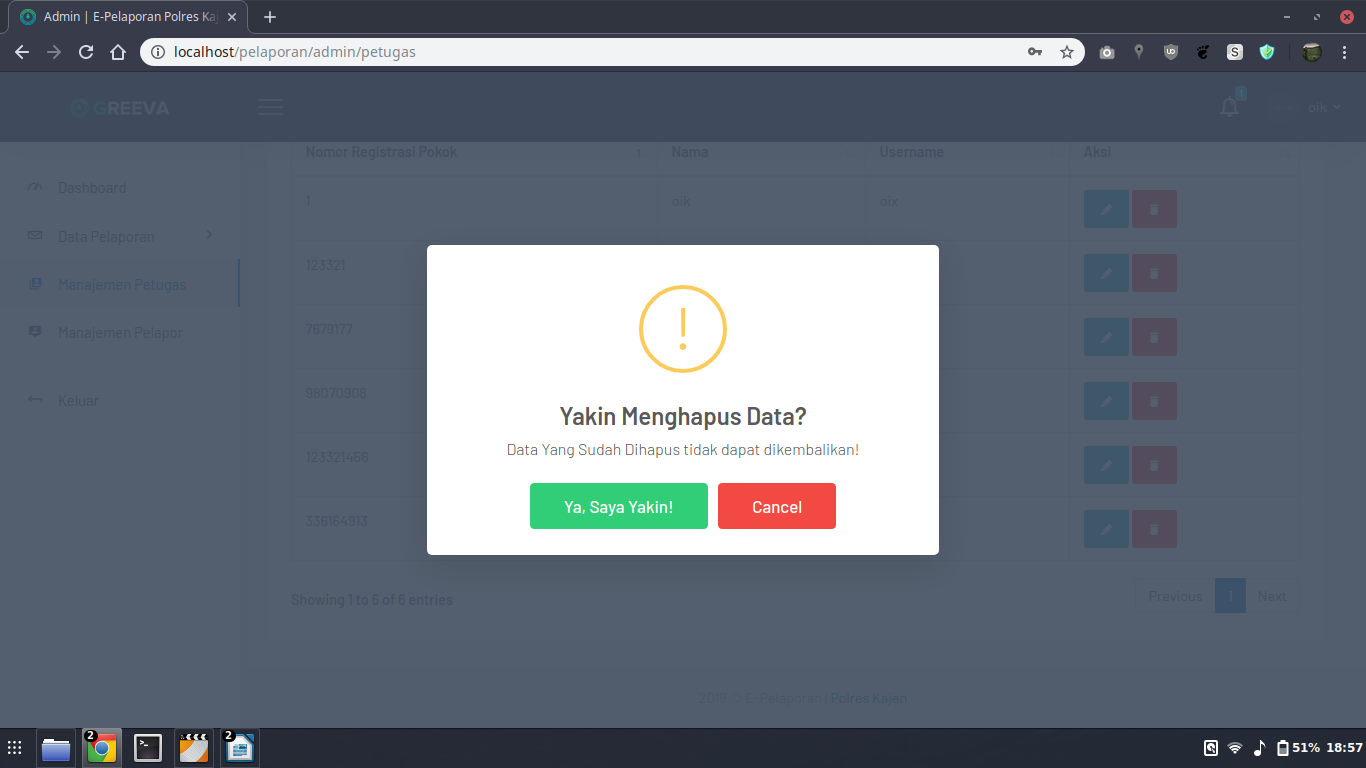 Admin | E-Pelaporan Polres Kaj
localhost/pelaporan/admin/petugas
GREEVA
oik
Dashboard
Data Pelaporan
Manajemen Petugas
Manajemen Pelapor
Keluar
Nomor Registrasi Pokok Nama Username Aksi
1 oik oix
123321
7879177
98070908
123321456
338164913
Yakin Menghapus Data?
Data Yang Sudah Dihapus tidak dapat dikembalikan!
Ya, Saya Yakin! Cancel
Showing 1 to 6 of 6 entries
Previous 1 Next
2019 © E-Pelaporan | Polres Kajen
2 2 51% 18:57